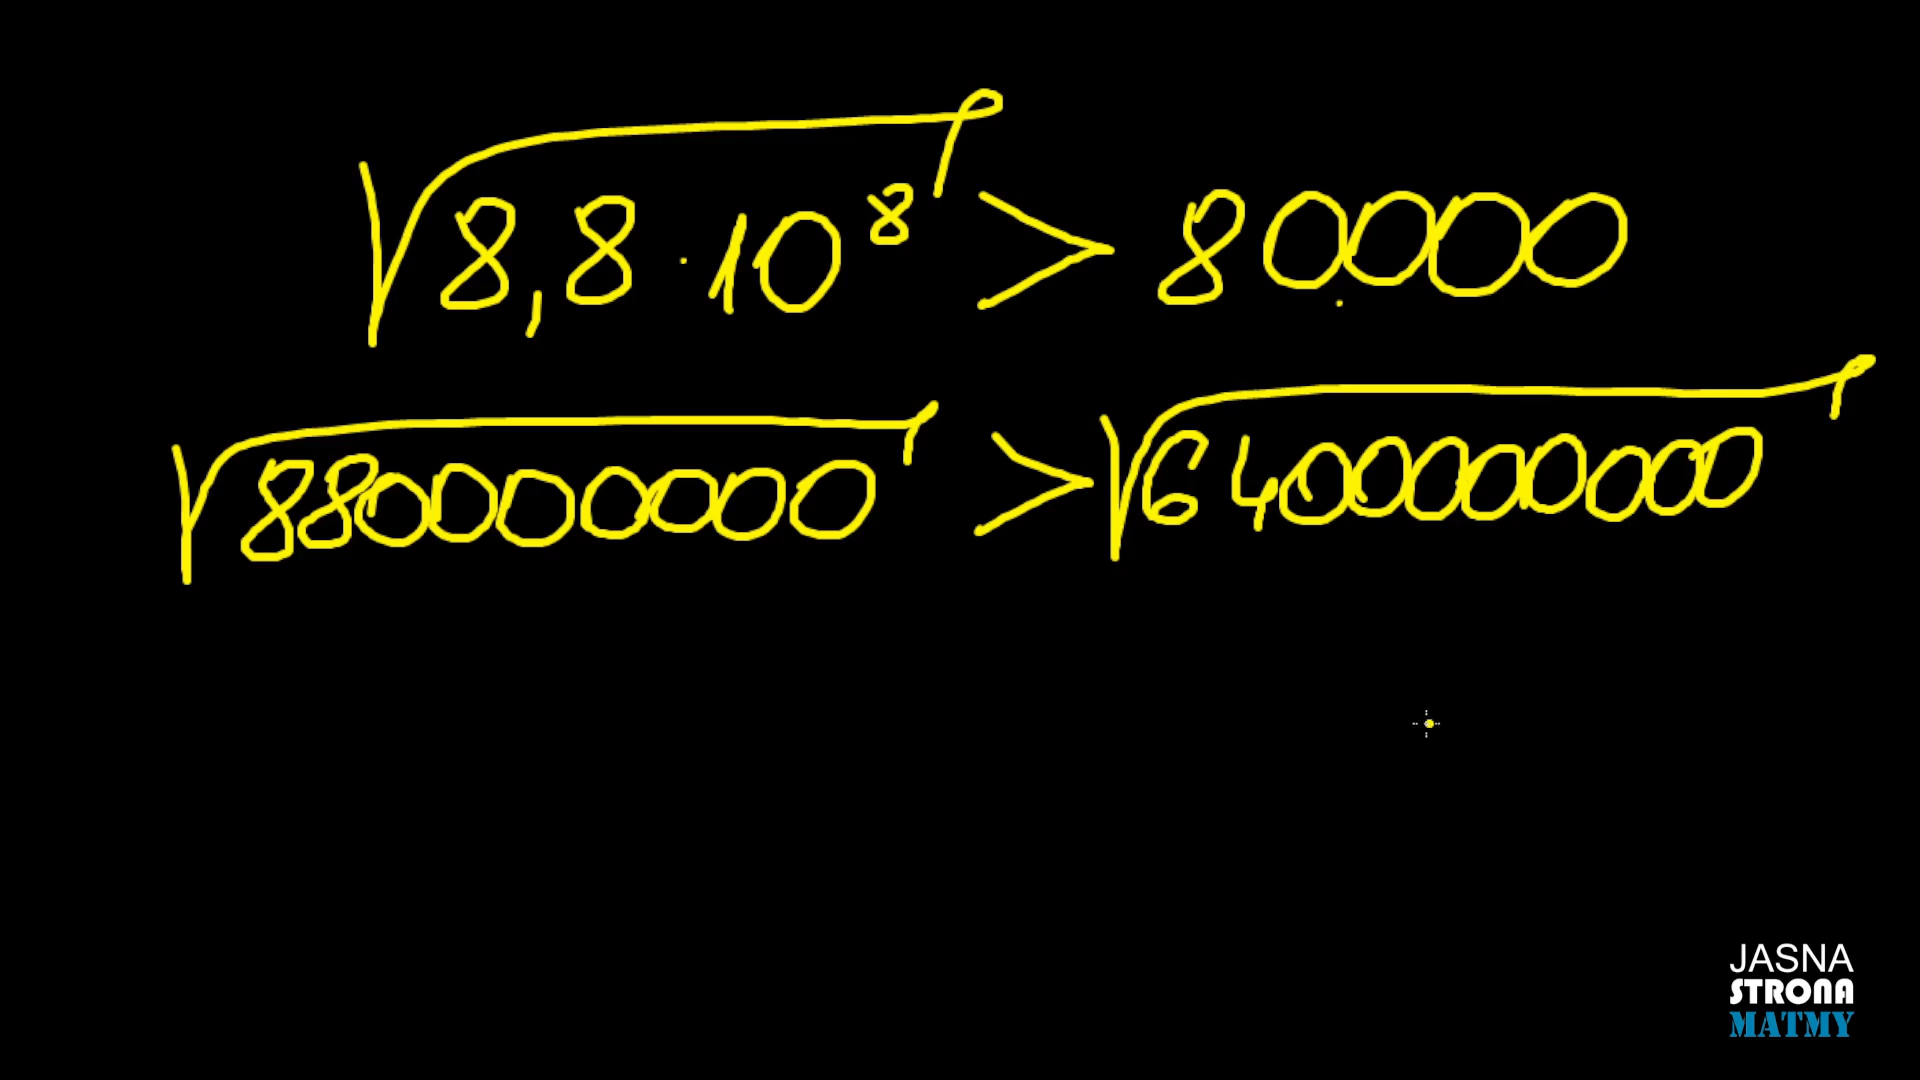 √8,8 · 10⁸ > 80000
√880000000 > √6400000000
JASNA
STRONA
MATMY